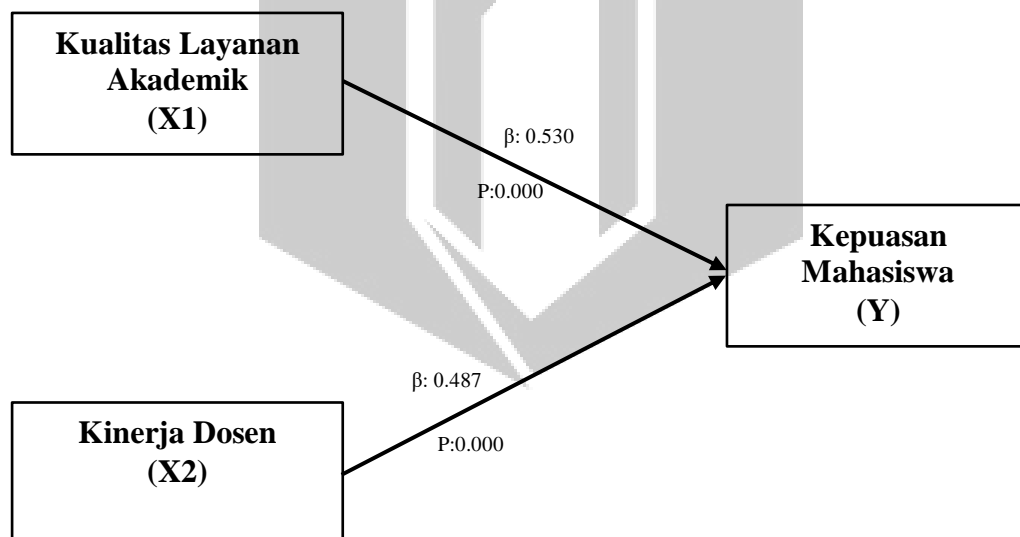 Kualitas Layanan
Akademik
(X1)
β: 0.530
P:0.000
Kepuasan
Mahasiswa
(Y)
β: 0.487
Kinerja Dosen
(X2)
P:0.000